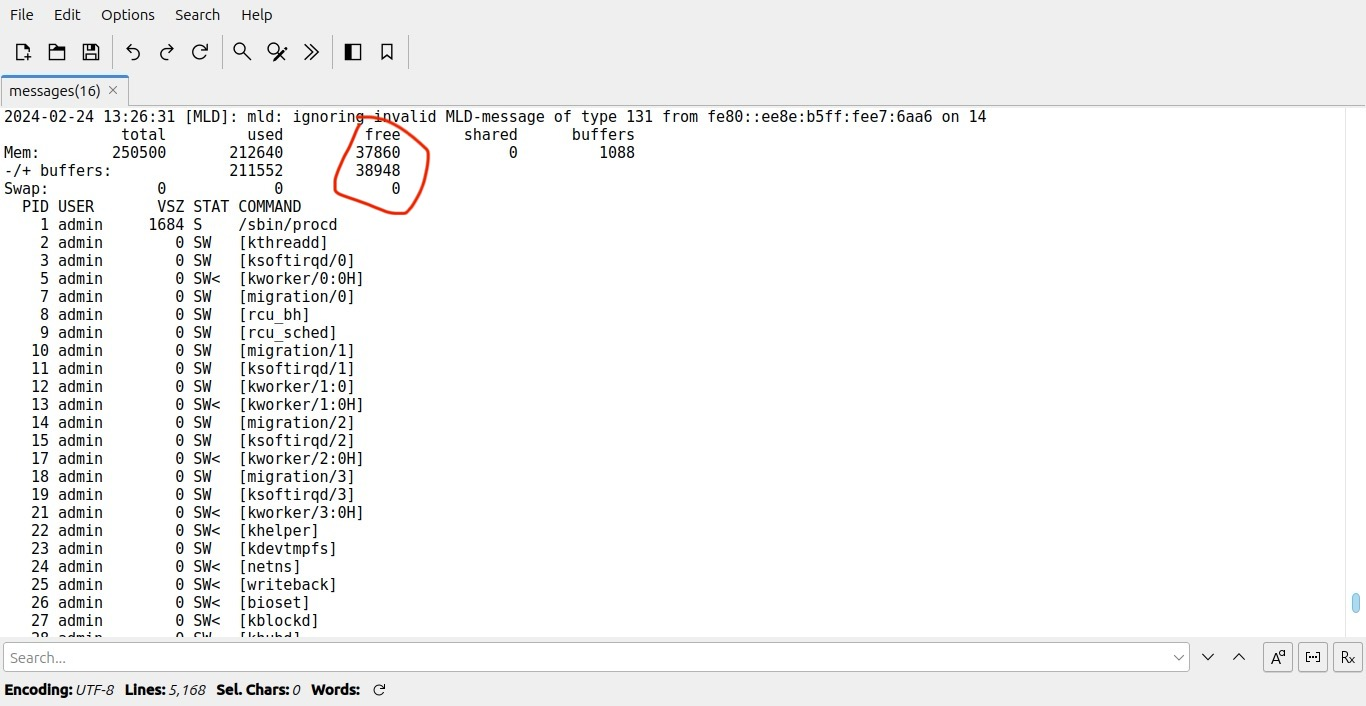 File Edit Options Search Help
messages(16)
2024-02-24 13:26:31 [MLD]: mld: ignoring invalid MLD-message of type 131 from fe80::ee8e:b5ff:fee7:6aa6 on 14
total used free shared buffers
Mem: 250500 212640 37860 0 1088
-/+ buffers: 211552 38948
Swap: 0 0 0
PID USER VSZ STAT COMMAND
1 admin 1684 S /sbin/procd
2 admin 0 SW [kthreadd]
3 admin 0 SW [ksoftirqd/0]
5 admin 0 SW< [kworker/0:0H]
7 admin 0 SW [migration/0]
8 admin 0 SW [rcu_bh]
9 admin 0 SW [rcu_sched]
10 admin 0 SW [migration/1]
11 admin 0 SW [ksoftirqd/1]
12 admin 0 SW [kworker/1:0]
13 admin 0 SW< [kworker/1:0H]
14 admin 0 SW [migration/2]
15 admin 0 SW [ksoftirqd/2]
17 admin 0 SW< [kworker/2:0H]
18 admin 0 SW [migration/3]
19 admin 0 SW [ksoftirqd/3]
21 admin 0 SW< [kworker/3:0H]
22 admin 0 SW< [khelper]
23 admin 0 SW [kdevtmpfs]
24 admin 0 SW< [netns]
25 admin 0 SW< [writeback]
26 admin 0 SW< [bioset]
27 admin 0 SW< [kblockd]
Search...
Encoding: UTF-8 Lines: 5,168 Sel. Chars: 0 Words: